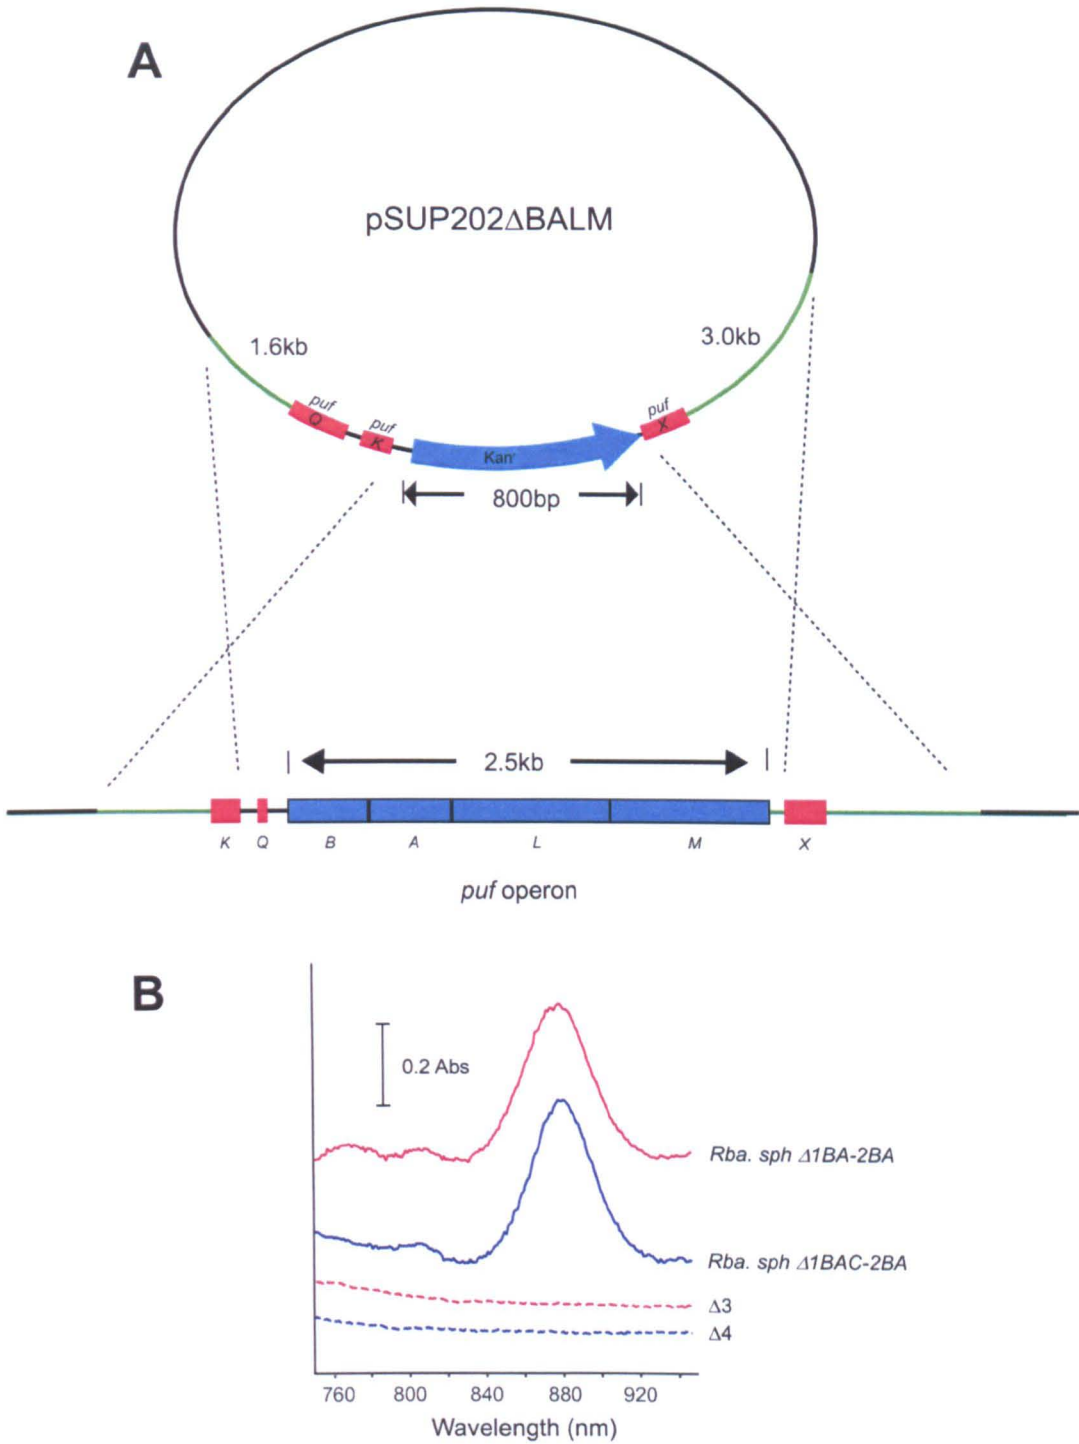 A
pSUP202ΔBALM
1.6kb
3.0kb
puf
Q
puf
K
Kanr
puf
X
800bp
2.5kb
K Q B A L M X
puf operon
B
0.2 Abs
Rba. sph Δ1BA-2BA
Rba. sph Δ1BAC-2BA
Δ3
Δ4
760 800 840 880 920
Wavelength (nm)